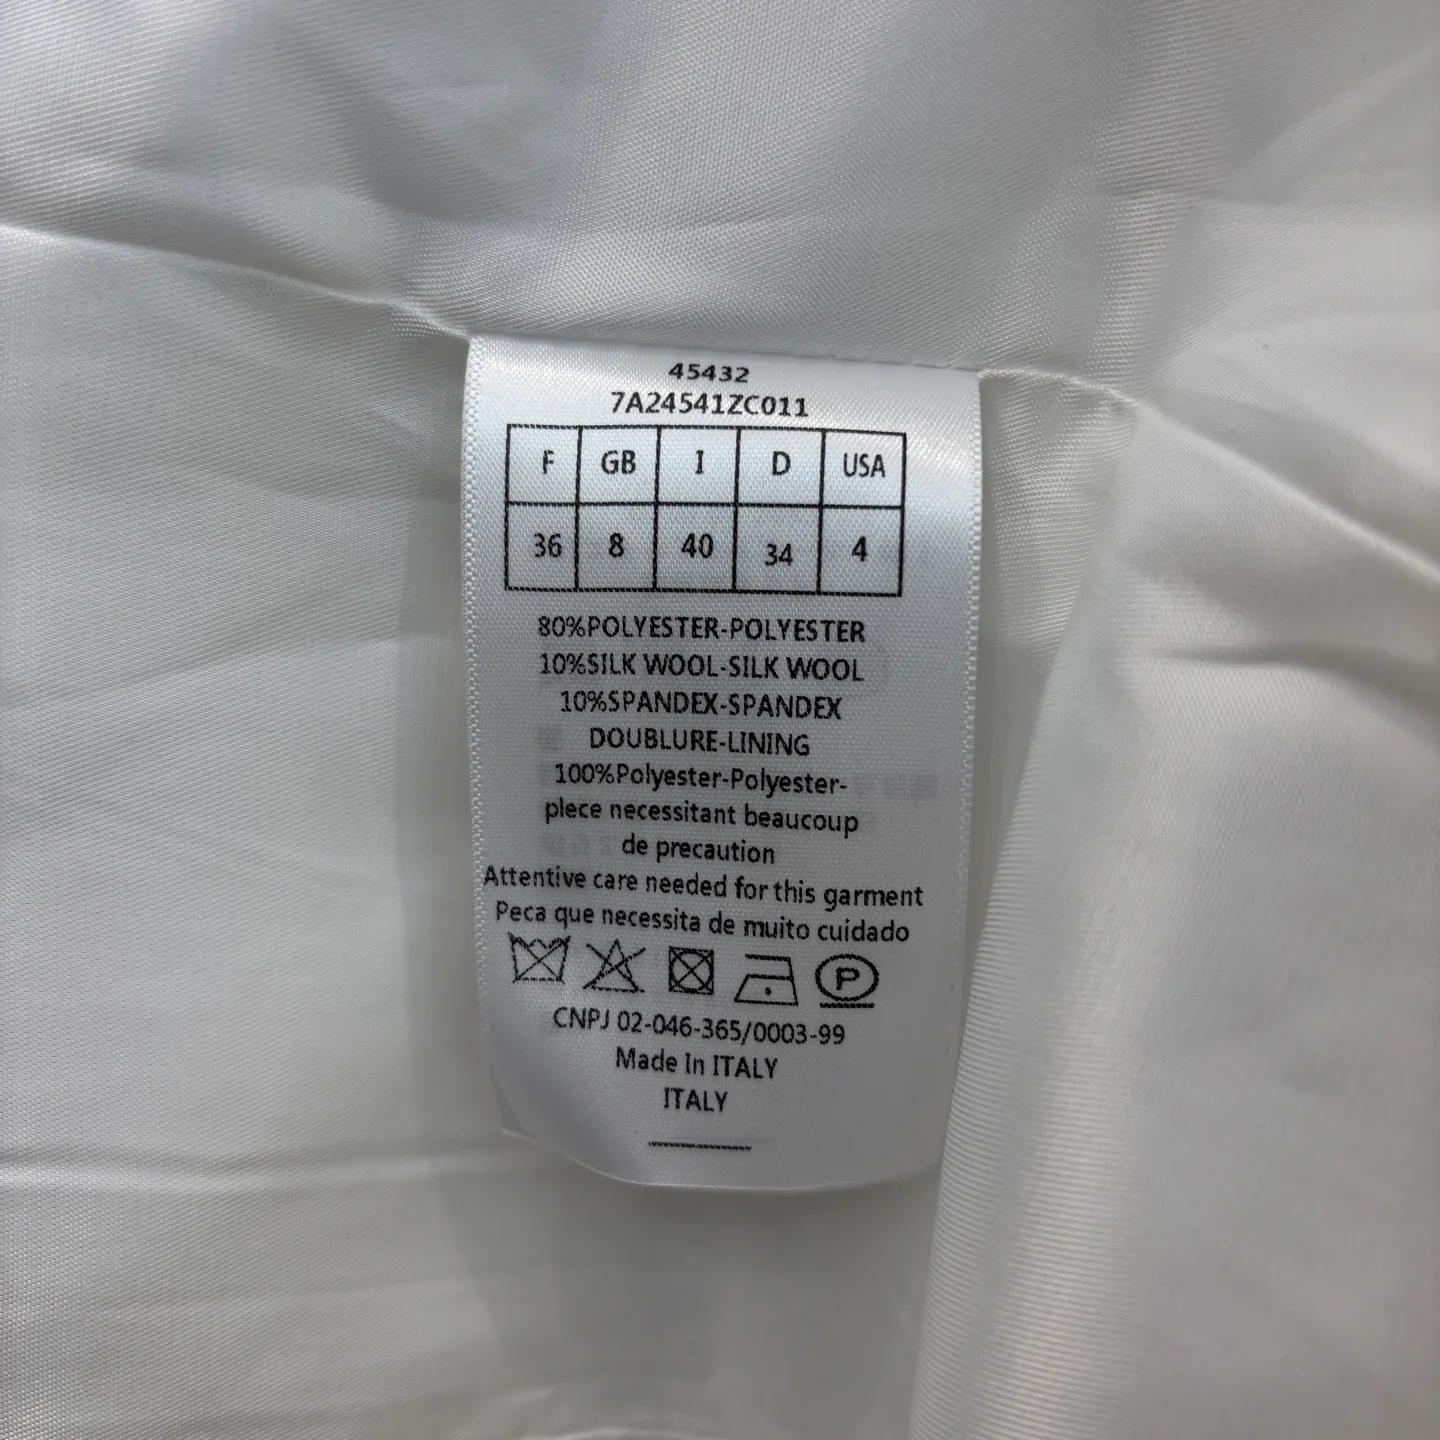 45432
7A24541ZC011
F GB I D USA
36 8 40 34 4
80%POLYESTER-POLYESTER
10%SILK WOOL-SILK WOOL
10%SPANDEX-SPANDEX
DOUBLURE-LINING
100%Polyester-Polyester-
plece necessitant beaucoup
de precaution
Attentive care needed for this garment
Peca que necessita de muito cuidado
P
CNPJ 02-046-365/0003-99
Made In ITALY
ITALY